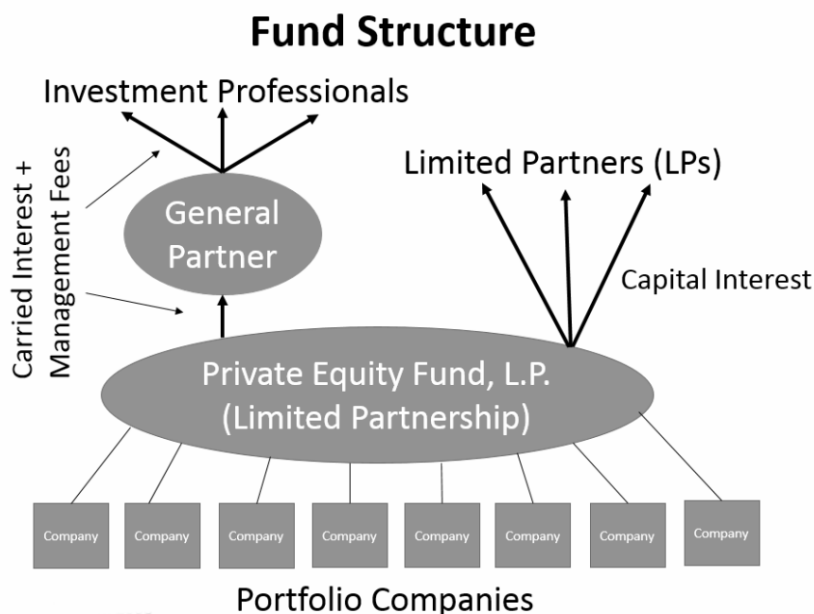 Fund Structure
Investment Professionals
Limited Partners (LPs)
Carried Interest +
Management Fees
General
Partner
Capital Interest
Private Equity Fund, L.P.
(Limited Partnership)
Company
Company
Company
Company
Company
Company
Company
Company
Portfolio Companies